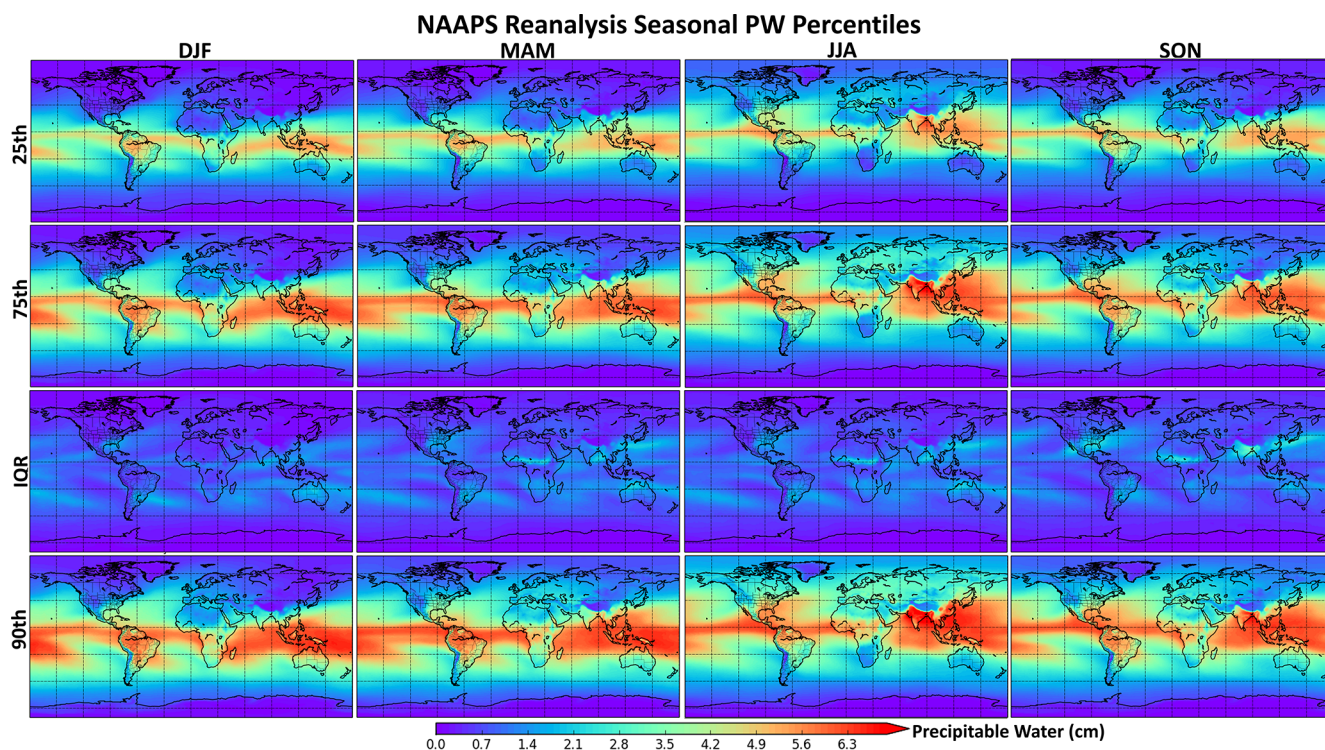 NAAPS Reanalysis Seasonal PW Percentiles
DJF MAM JJA SON
25th
75th
IQR
90th
0.0 0.7 1.4 2.1 2.8 3.5 4.2 4.9 5.6 6.3
Precipitable Water (cm)